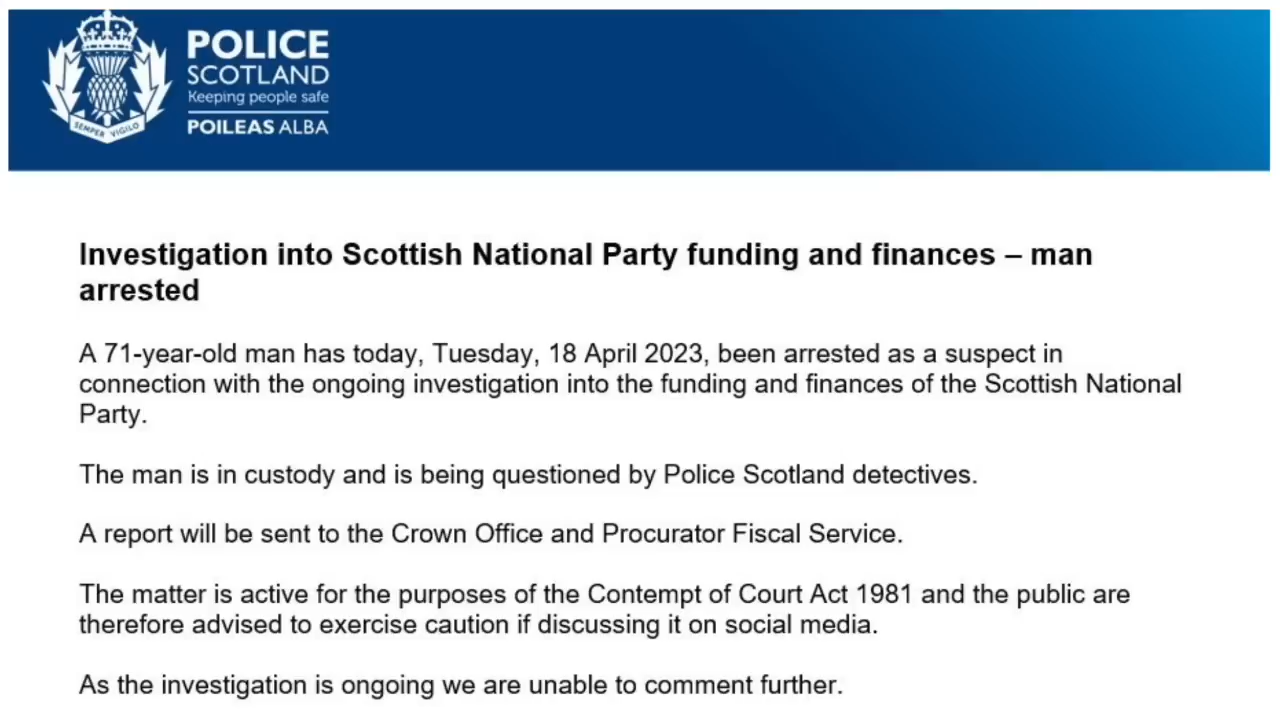 POLICE
SCOTLAND
Keeping people safe
POILEAS ALBA
SEMPER VIGILO
Investigation into Scottish National Party funding and finances – man
arrested
A 71-year-old man has today, Tuesday, 18 April 2023, been arrested as a suspect in
connection with the ongoing investigation into the funding and finances of the Scottish National
Party.
The man is in custody and is being questioned by Police Scotland detectives.
A report will be sent to the Crown Office and Procurator Fiscal Service.
The matter is active for the purposes of the Contempt of Court Act 1981 and the public are
therefore advised to exercise caution if discussing it on social media.
As the investigation is ongoing we are unable to comment further.